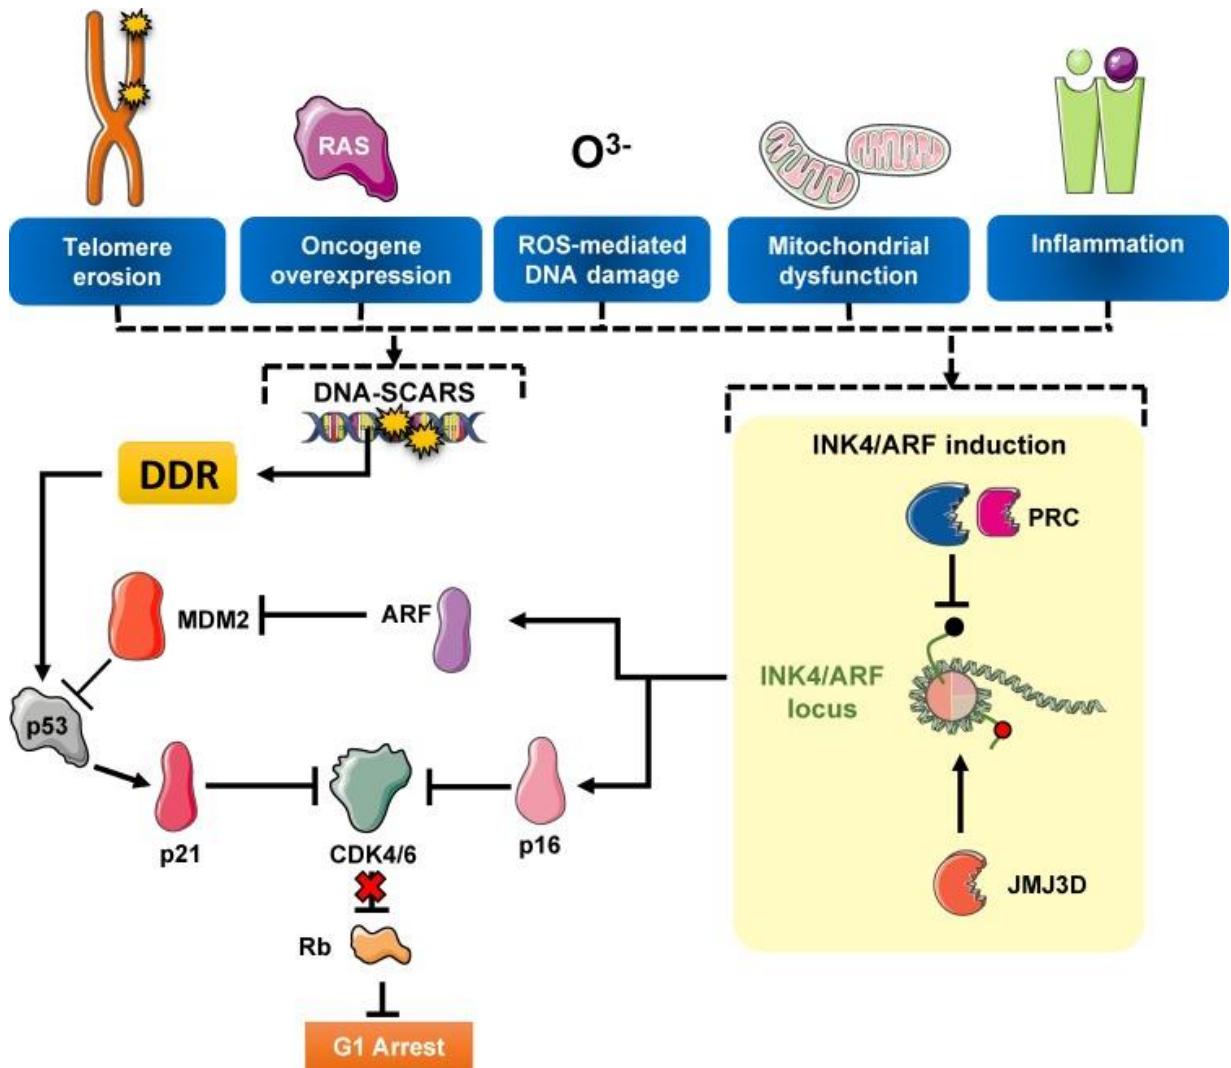 RAS
O³⁻
Telomere
erosion
Oncogene
overexpression
ROS-mediated
DNA damage
Mitochondrial
dysfunction
Inflammation
DNA-SCARS
DDR
INK4/ARF induction
PRC
MDM2
ARF
INK4/ARF
locus
p53
p21
CDK4/6
p16
JMJ3D
Rb
G1 Arrest